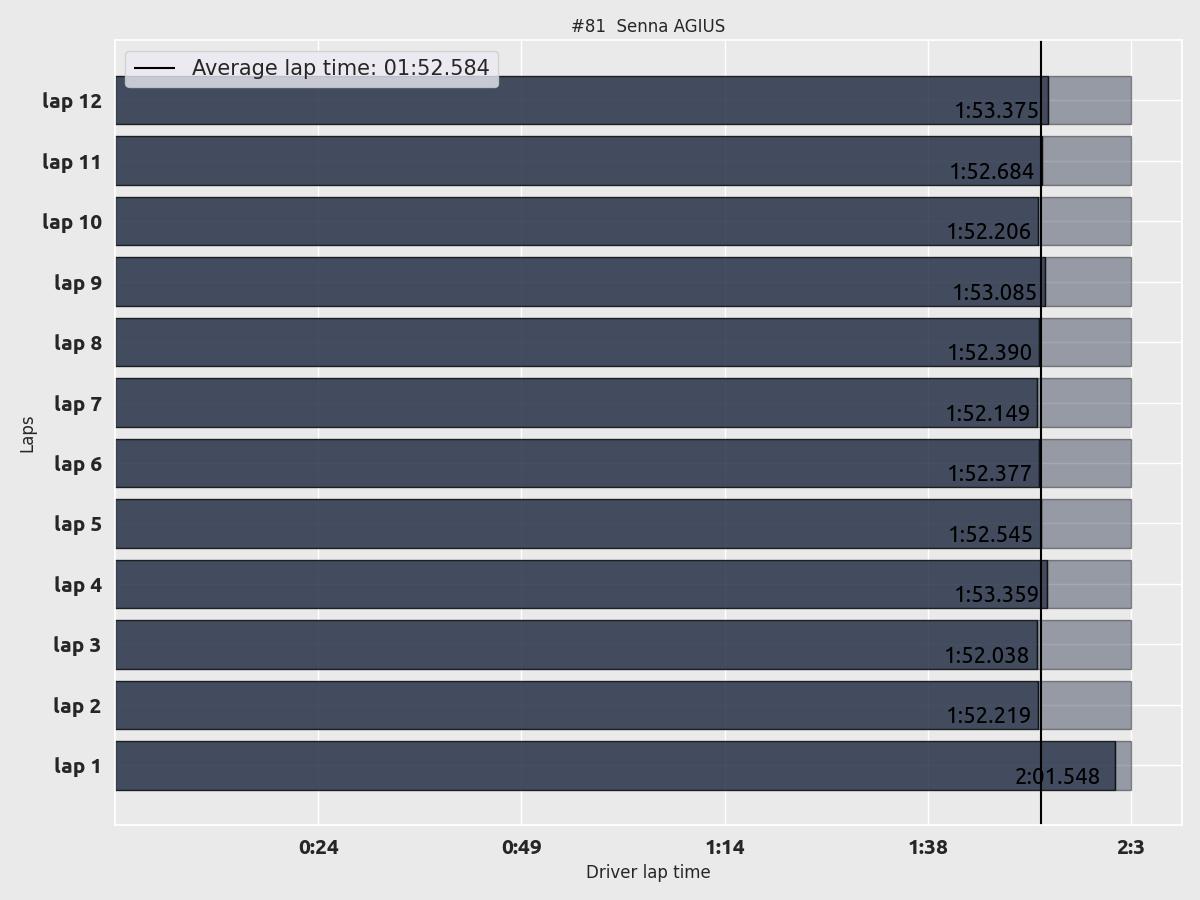 #81  Senna AGIUS
Average lap time: 01:52.584
lap 12
1:53.375
lap 11
1:52.684
lap 10
1:52.206
lap 9
1:53.085
lap 8
1:52.390
lap 7
1:52.149
lap 6
1:52.377
lap 5
1:52.545
lap 4
1:53.359
lap 3
1:52.038
lap 2
1:52.219
lap 1
2:01.548
Laps
0:24 0:49 1:14 1:38 2:3
Driver lap time